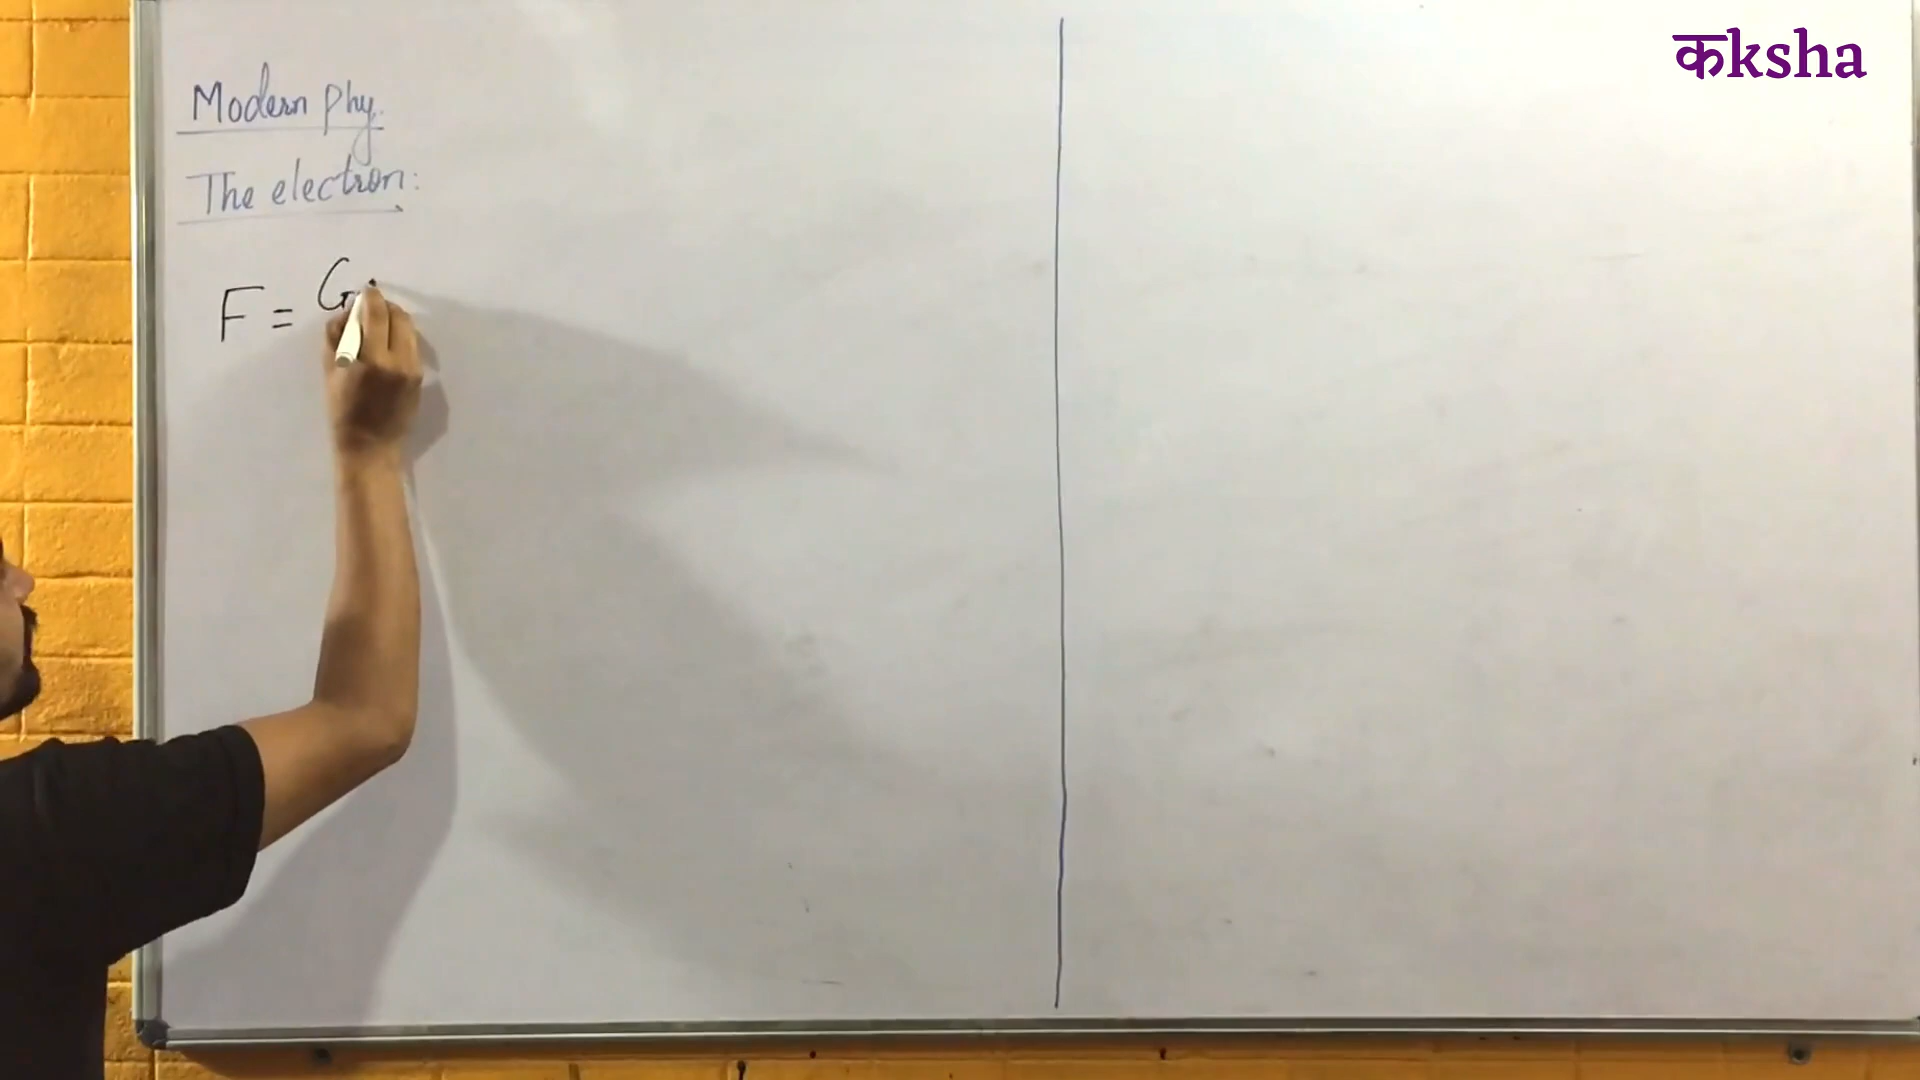 कksha
Modern Phy.
The electron:
F = G